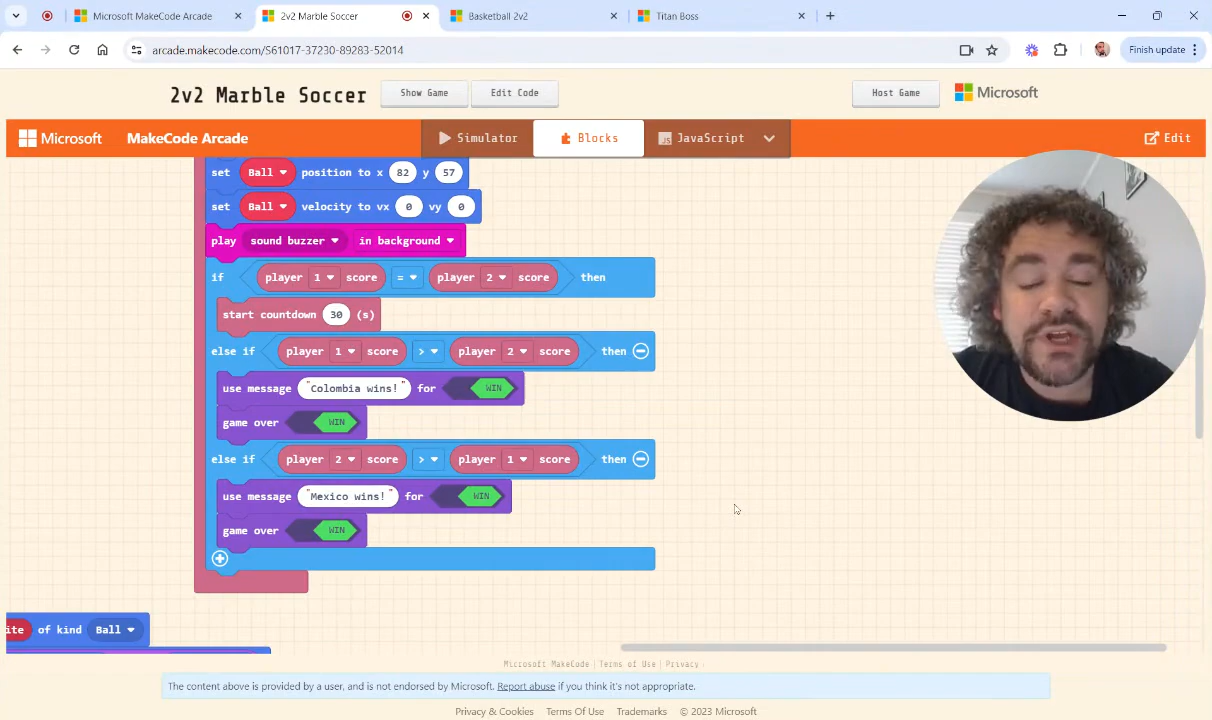 Microsoft MakeCode Arcade
2v2 Marble Soccer
Basketball 2v2
Titan Boss
arcade.makecode.com/S61017-37230-89283-52014
Finish update
2v2 Marble Soccer
Show Game
Edit Code
Host Game
Microsoft
Microsoft
MakeCode Arcade
Simulator
Blocks
JavaScript
Edit
set Ball position to x 82 y 57
set Ball velocity to vx 0 vy 0
play sound buzzer in background
if player 1 score = player 2 score then
start countdown 30 (s)
else if player 1 score > player 2 score then
use message "Colombia wins!" for WIN
game over WIN
else if player 2 score > player 1 score then
use message "Mexico wins!" for WIN
game over WIN
ite of kind Ball
Microsoft MakeCode | Terms of Use | Privacy
The content above is provided by a user, and is not endorsed by Microsoft. Report abuse if you think it's not appropriate.
Privacy & Cookies Terms Of Use Trademarks © 2023 Microsoft